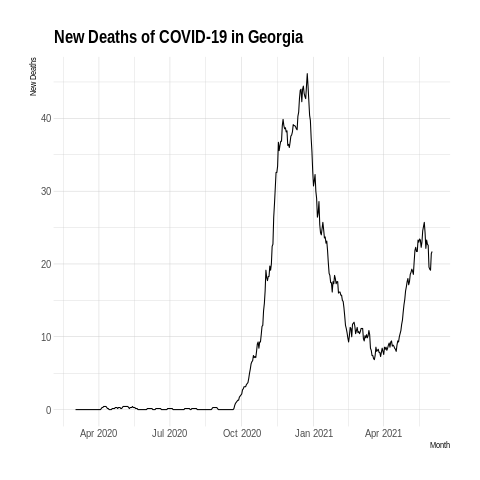 New Deaths of COVID-19 in Georgia
New Deaths
40
30
20
10
0
Apr 2020 Jul 2020 Oct 2020 Jan 2021 Apr 2021
Month